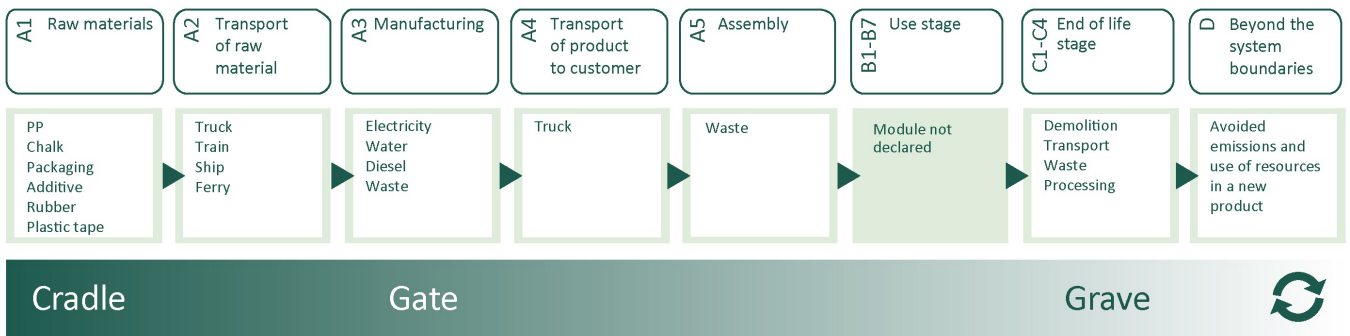 A1
Raw materials
A2
Transport
of raw
material
A3
Manufacturing
A4
Transport
of product
to customer
A5
Assembly
B1-B7
Use stage
C1-C4
End of life
stage
D
Beyond the
system
boundaries
PP
Chalk
Packaging
Additive
Rubber
Plastic tape
Truck
Train
Ship
Ferry
Electricity
Water
Diesel
Waste
Truck
Waste
Module not
declared
Demolition
Transport
Waste
Processing
Avoided
emissions and
use of resources
in a new
product
Cradle
Gate
Grave